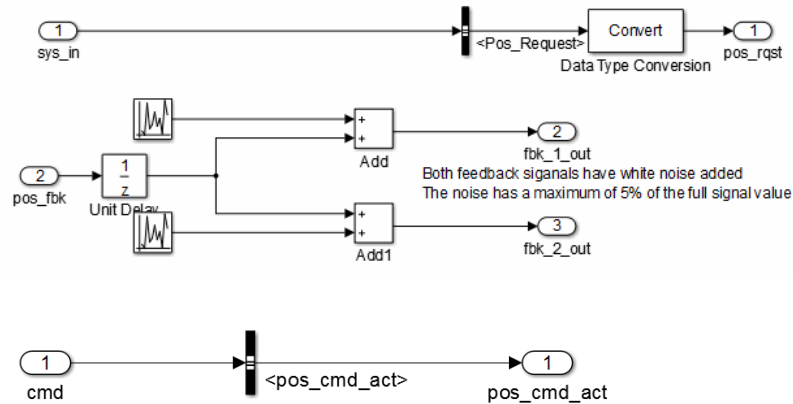 1
sys_in
<Pos_Request>
Convert
Data Type Conversion
1
pos_rqst
Add
2
fbk_1_out
Both feedback siganals have white noise added
The noise has a maximum of 5% of the full signal value
2
pos_fbk
1
z
Unit Delay
Add1
3
fbk_2_out
1
cmd
<pos_cmd_act>
1
pos_cmd_act